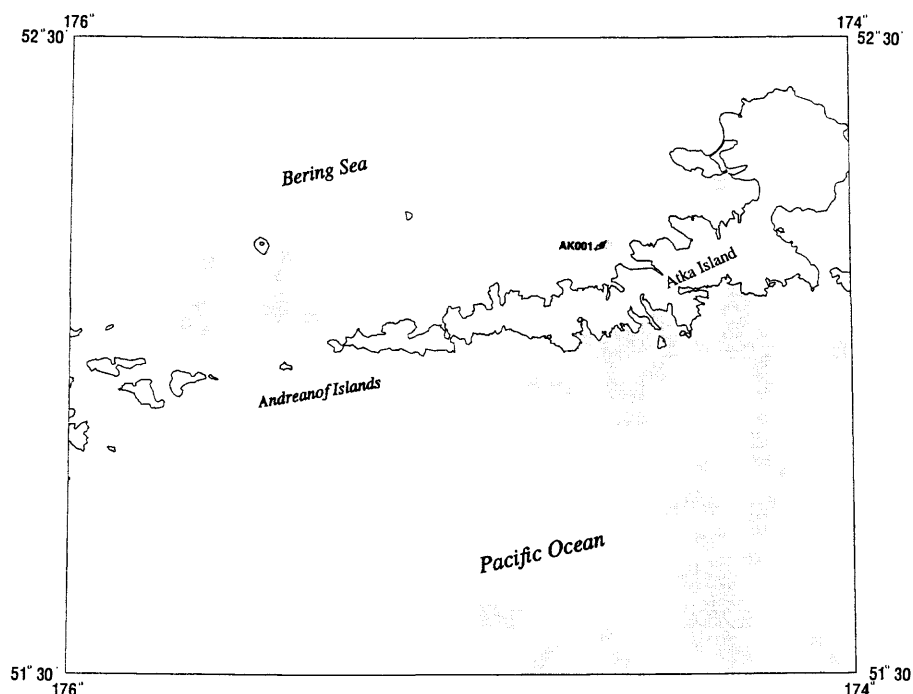 176"
174"
52"30'
52"30'
Bering Sea
AK001
Atka Island
Andreanof Islands
Pacific Ocean
51"30'
51"30'
176"
174"